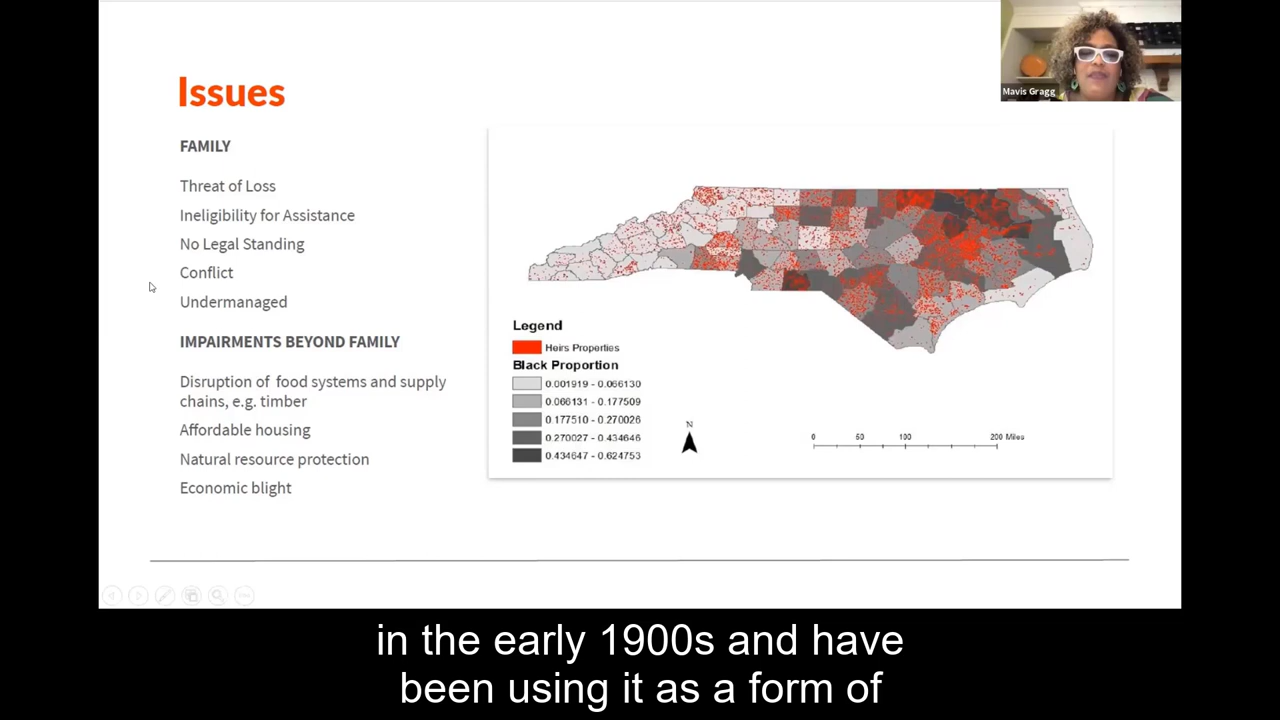 Issues
Mavis Gragg
FAMILY
Threat of Loss
Ineligibility for Assistance
No Legal Standing
Conflict
Undermanaged
IMPAIRMENTS BEYOND FAMILY
Disruption of food systems and supply
chains, e.g. timber
Affordable housing
Natural resource protection
Economic blight
Legend
Heirs Properties
Black Proportion
0.001919 - 0.066130
0.066131 - 0.177509
0.177510 - 0.270026
0.270027 - 0.434646
0.434647 - 0.624753
N
0 50 100 200 Miles
in the early 1900s and have
been using it as a form of